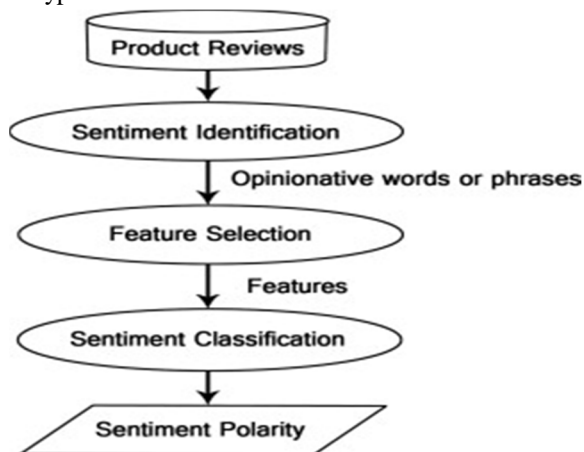 Product Reviews
Sentiment Identification
Opinionative words or phrases
Feature Selection
Features
Sentiment Classification
Sentiment Polarity